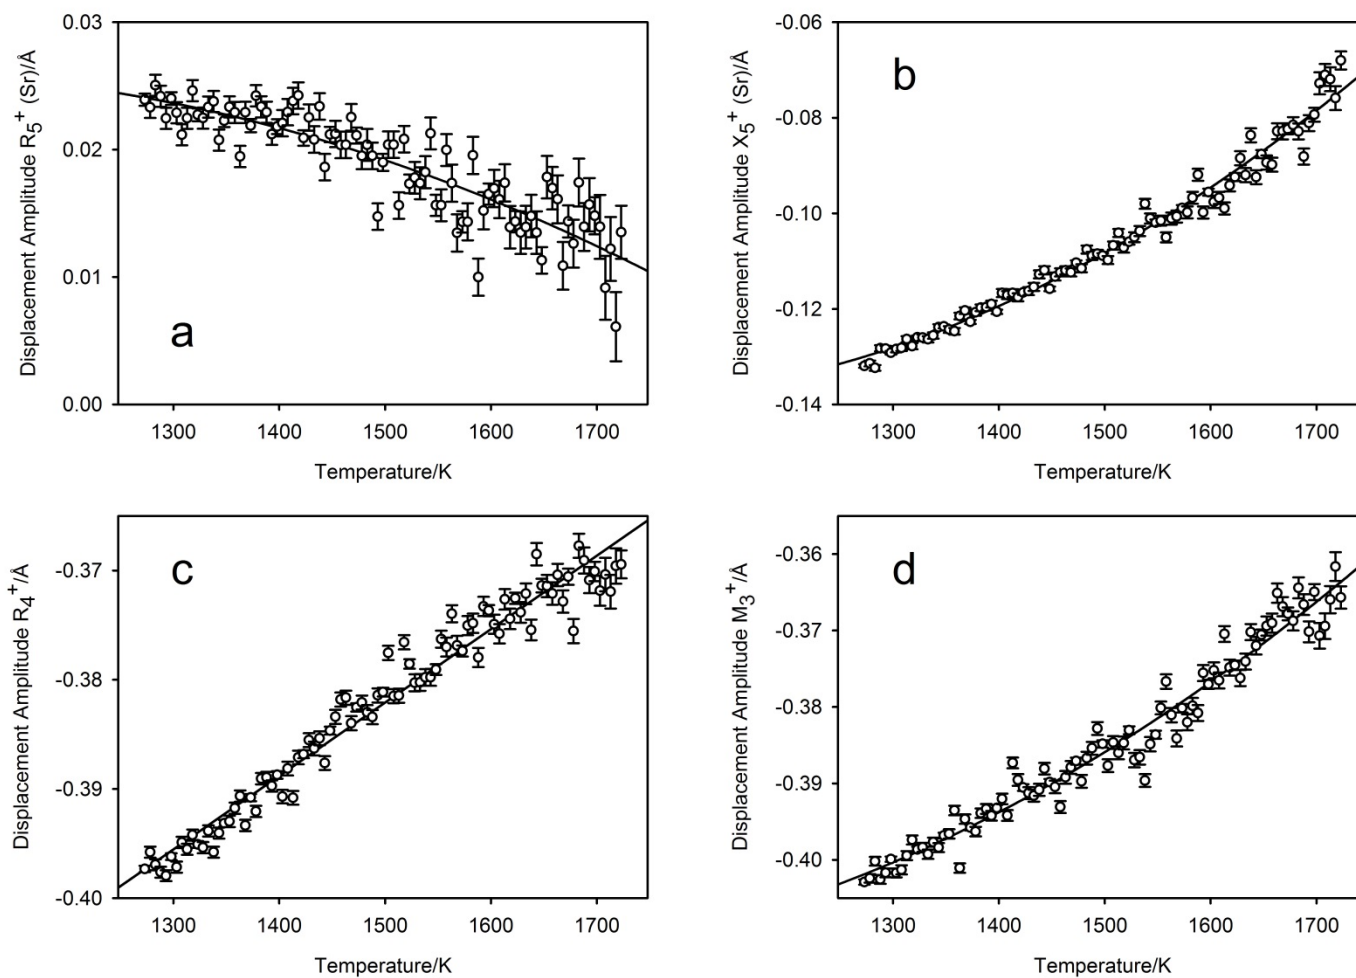 0.03
0.02
0.01
0.00
Displacement Amplitude R5+ (Sr)/Å
a
1300 1400 1500 1600 1700
Temperature/K
-0.06
-0.08
-0.10
-0.12
-0.14
Displacement Amplitude X5+ (Sr)/Å
b
1300 1400 1500 1600 1700
Temperature/K
-0.37
-0.38
-0.39
-0.40
Displacement Amplitude R4+/Å
c
1300 1400 1500 1600 1700
Temperature/K
-0.36
-0.37
-0.38
-0.39
-0.40
Displacement Amplitude M3+/Å
d
1300 1400 1500 1600 1700
Temperature/K